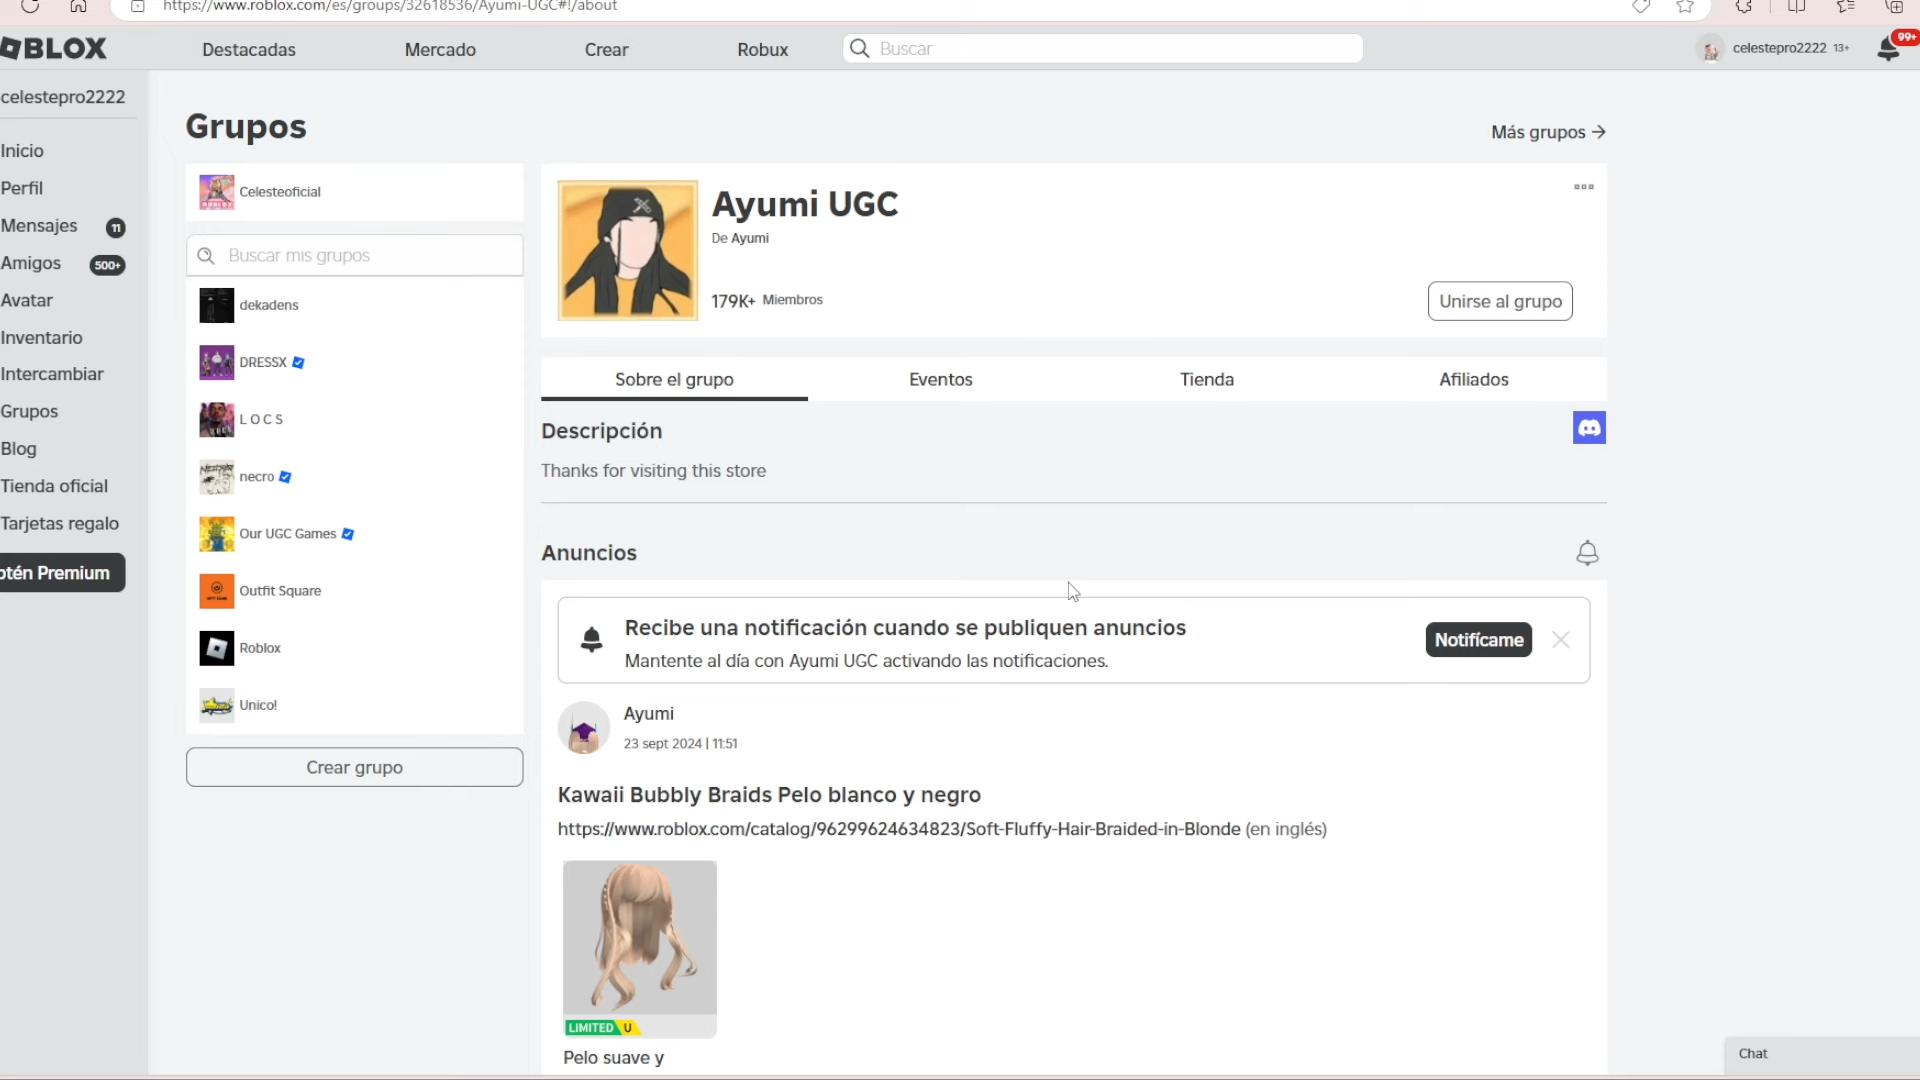 https://www.roblox.com/es/groups/32618536/Ayumi-UGC#!/about
BLOX
Destacadas
Mercado
Crear
Robux
Buscar
celestepro2222 13+
99+
celestepro2222
Inicio
Perfil
Mensajes 11
Amigos 500+
Avatar
Inventario
Intercambiar
Grupos
Blog
Tienda oficial
Tarjetas regalo
btén Premium
Grupos
Más grupos →
Celesteoficial
Buscar mis grupos
dekadens
DRESSX
L O C S
necro
Our UGC Games
Outfit Square
Roblox
Unico!
Crear grupo
Ayumi UGC
De Ayumi
179K+ Miembros
Unirse al grupo
Sobre el grupo
Eventos
Tienda
Afiliados
Descripción
Thanks for visiting this store
Anuncios
Recibe una notificación cuando se publiquen anuncios
Mantente al día con Ayumi UGC activando las notificaciones.
Notifícame
Ayumi
23 sept 2024 | 11:51
Kawaii Bubbly Braids Pelo blanco y negro
https://www.roblox.com/catalog/96299624634823/Soft-Fluffy-Hair-Braided-in-Blonde (en inglés)
LIMITED U
Pelo suave y
Chat